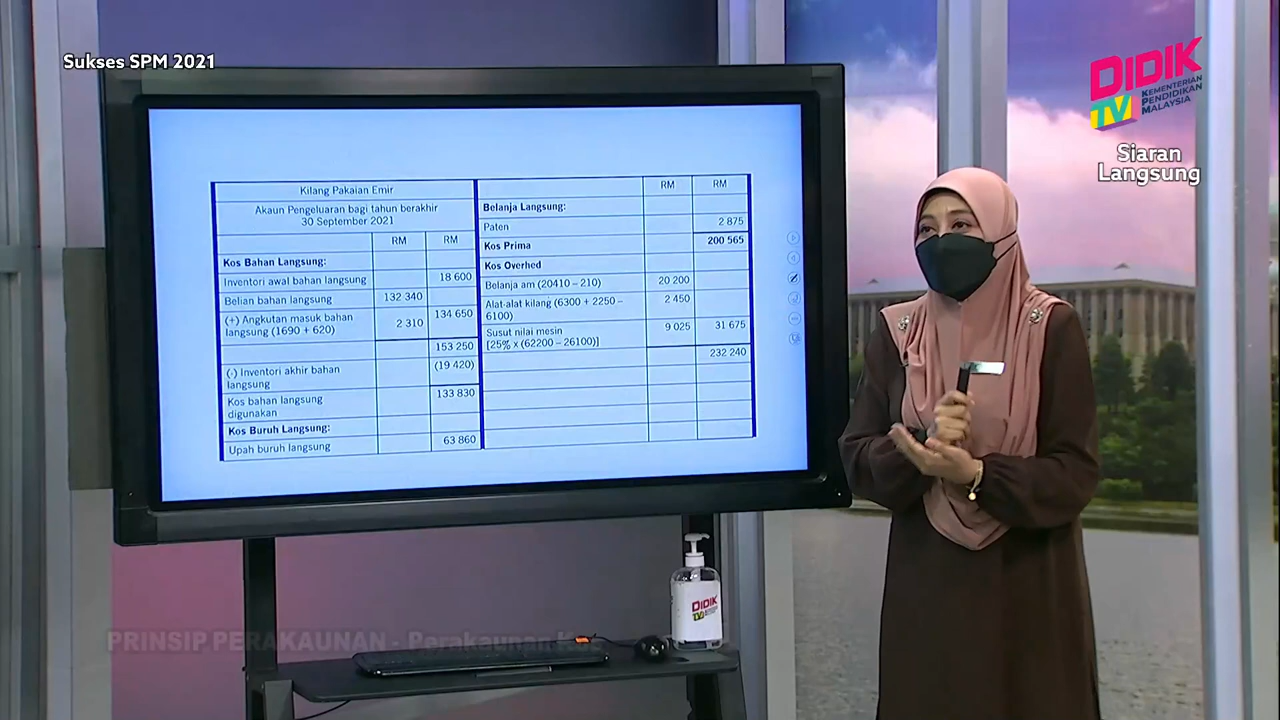 Sukses SPM 2021
DIDIK
TV
KEMENTERIAN
PENDIDIKAN
MALAYSIA
Siaran
Langsung
Kilang Pakaian Emir
Akaun Pengeluaran bagi tahun berakhir
30 September 2021
RM RM
Kos Bahan Langsung:
Inventori awal bahan langsung 18 600
Belian bahan langsung 132 340
(+) Angkutan masuk bahan
langsung (1690 + 620) 2 310 134 650
153 250
(-) Inventori akhir bahan
langsung (19 420)
Kos bahan langsung
digunakan 133 830
Kos Buruh Langsung:
Upah buruh langsung 63 860
RM RM
Belanja Langsung:
Paten 2 875
Kos Prima 200 565
Kos Overhed
Belanja am (20410 – 210) 20 200
Alat-alat kilang (6300 + 2250 –
6100) 2 450
Susut nilai mesin 9 025 31 675
[25% x (62200 – 26100)]
232 240
DIDIK
TV
PRINSIP PERAKAUNAN - Perakaunan Kos